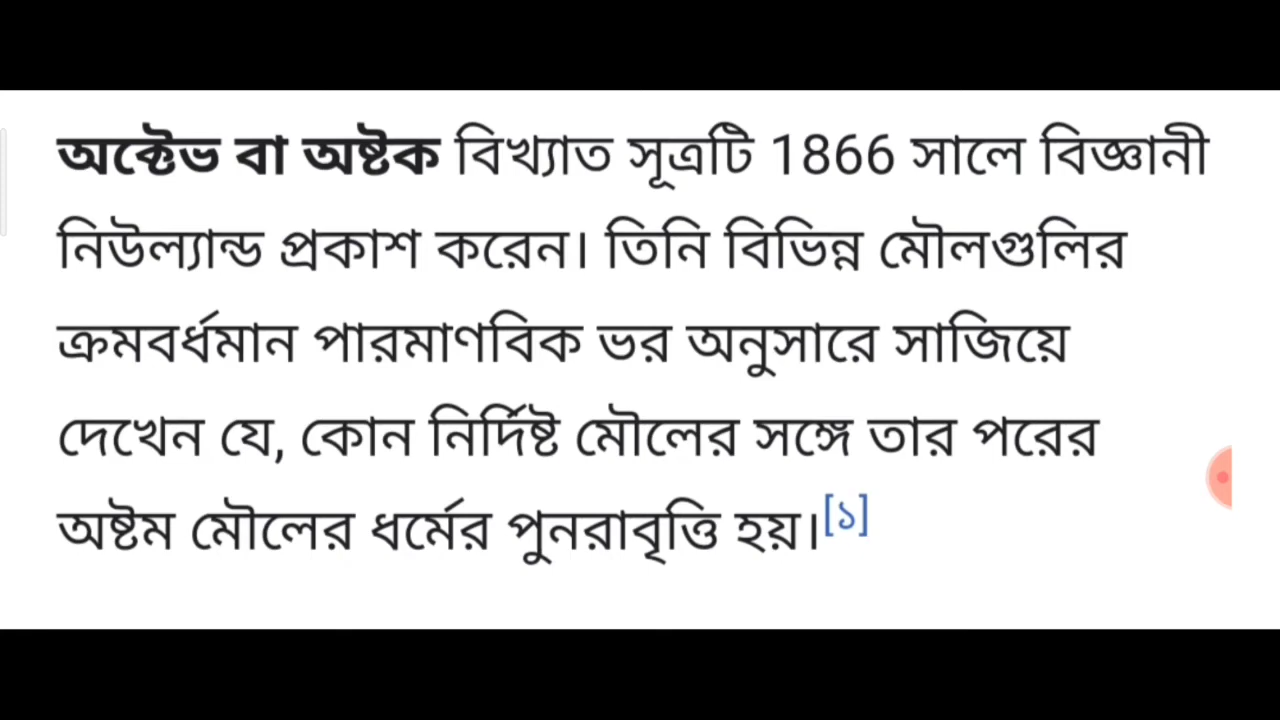 অক্টেভ বা অষ্টক বিখ্যাত সূত্রটি 1866 সালে বিজ্ঞানী
নিউল্যান্ড প্রকাশ করেন। তিনি বিভিন্ন মৌলগুলির
ক্রমবর্ধমান পারমাণবিক ভর অনুসারে সাজিয়ে
দেখেন যে, কোন নির্দিষ্ট মৌলের সঙ্গে তার পরের
অষ্টম মৌলের ধর্মের পুনরাবৃত্তি হয়।[১]